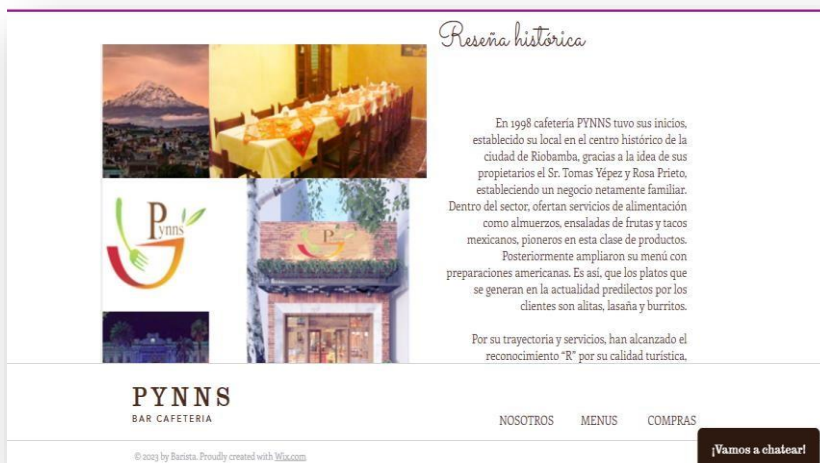 Reseña histórica
En 1998 cafetería PYNNS tuvo sus inicios,
establecido su local en el centro histórico de la
ciudad de Riobamba, gracias a la idea de sus
propietarios el Sr. Tomas Yépez y Rosa Prieto,
estableciendo un negocio netamente familiar.
Dentro del sector, ofertan servicios de alimentación
como almuerzos, ensaladas de frutas y tacos
mexicanos, pioneros en esta clase de productos.
Posteriormente ampliaron su menú con
preparaciones americanas. Es asi, que los platos que
se generan en la actualidad predilectos por los
clientes son alitas, lasaña y burritos.
Por su trayectoria y servicios, han alcanzado el
reconocimiento “R” por su calidad turística,
Pynns
PYNNS
BAR CAFETERIA
NOSOTROS MENUS COMPRAS
© 2023 by Barista. Proudly created with Wix.com
¡Vamos a chatear!